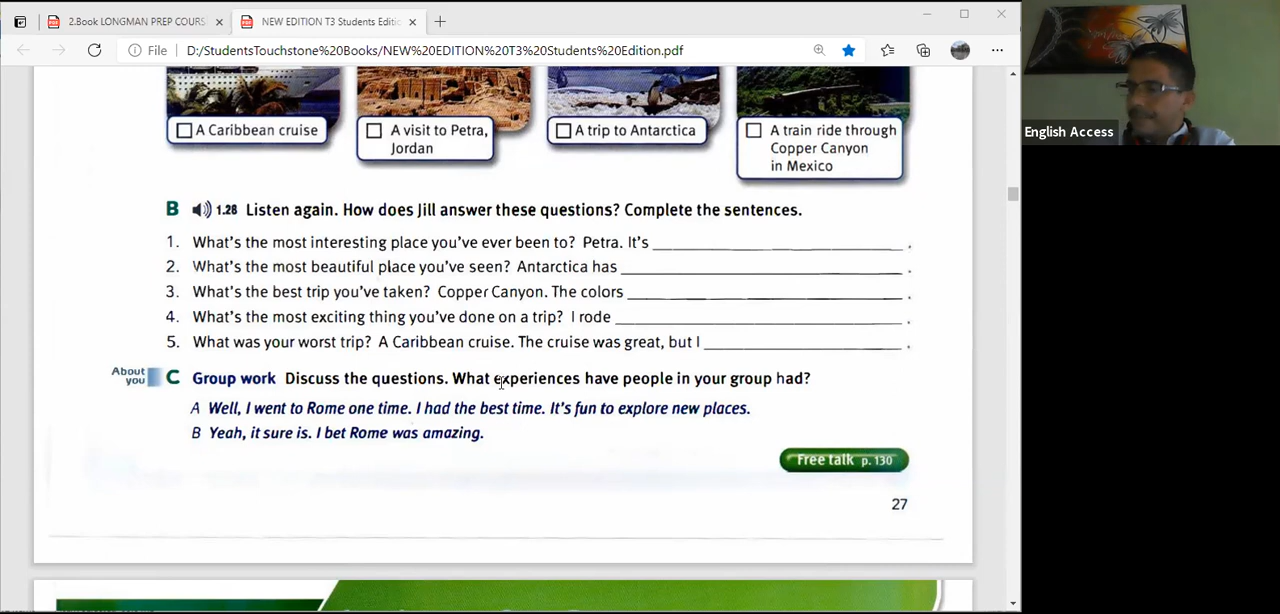 2.Book LONGMAN PREP COURS
NEW EDITION T3 Students Editi
File
D:/StudentsTouchstone%20Books/NEW%20EDITION%20T3%20Students%20Edition.pdf
English Access
A Caribbean cruise
A visit to Petra,
Jordan
A trip to Antarctica
A train ride through
Copper Canyon
in Mexico
B 1.28 Listen again. How does Jill answer these questions? Complete the sentences.
1. What's the most interesting place you've ever been to? Petra. It's ____________ .
2. What's the most beautiful place you've seen? Antarctica has ____________ .
3. What's the best trip you've taken? Copper Canyon. The colors ____________ .
4. What's the most exciting thing you've done on a trip? I rode ____________ .
5. What was your worst trip? A Caribbean cruise. The cruise was great, but I ____________ .
About
you
C Group work Discuss the questions. What experiences have people in your group had?
A Well, I went to Rome one time. I had the best time. It's fun to explore new places.
B Yeah, it sure is. I bet Rome was amazing.
Free talk p. 130
27